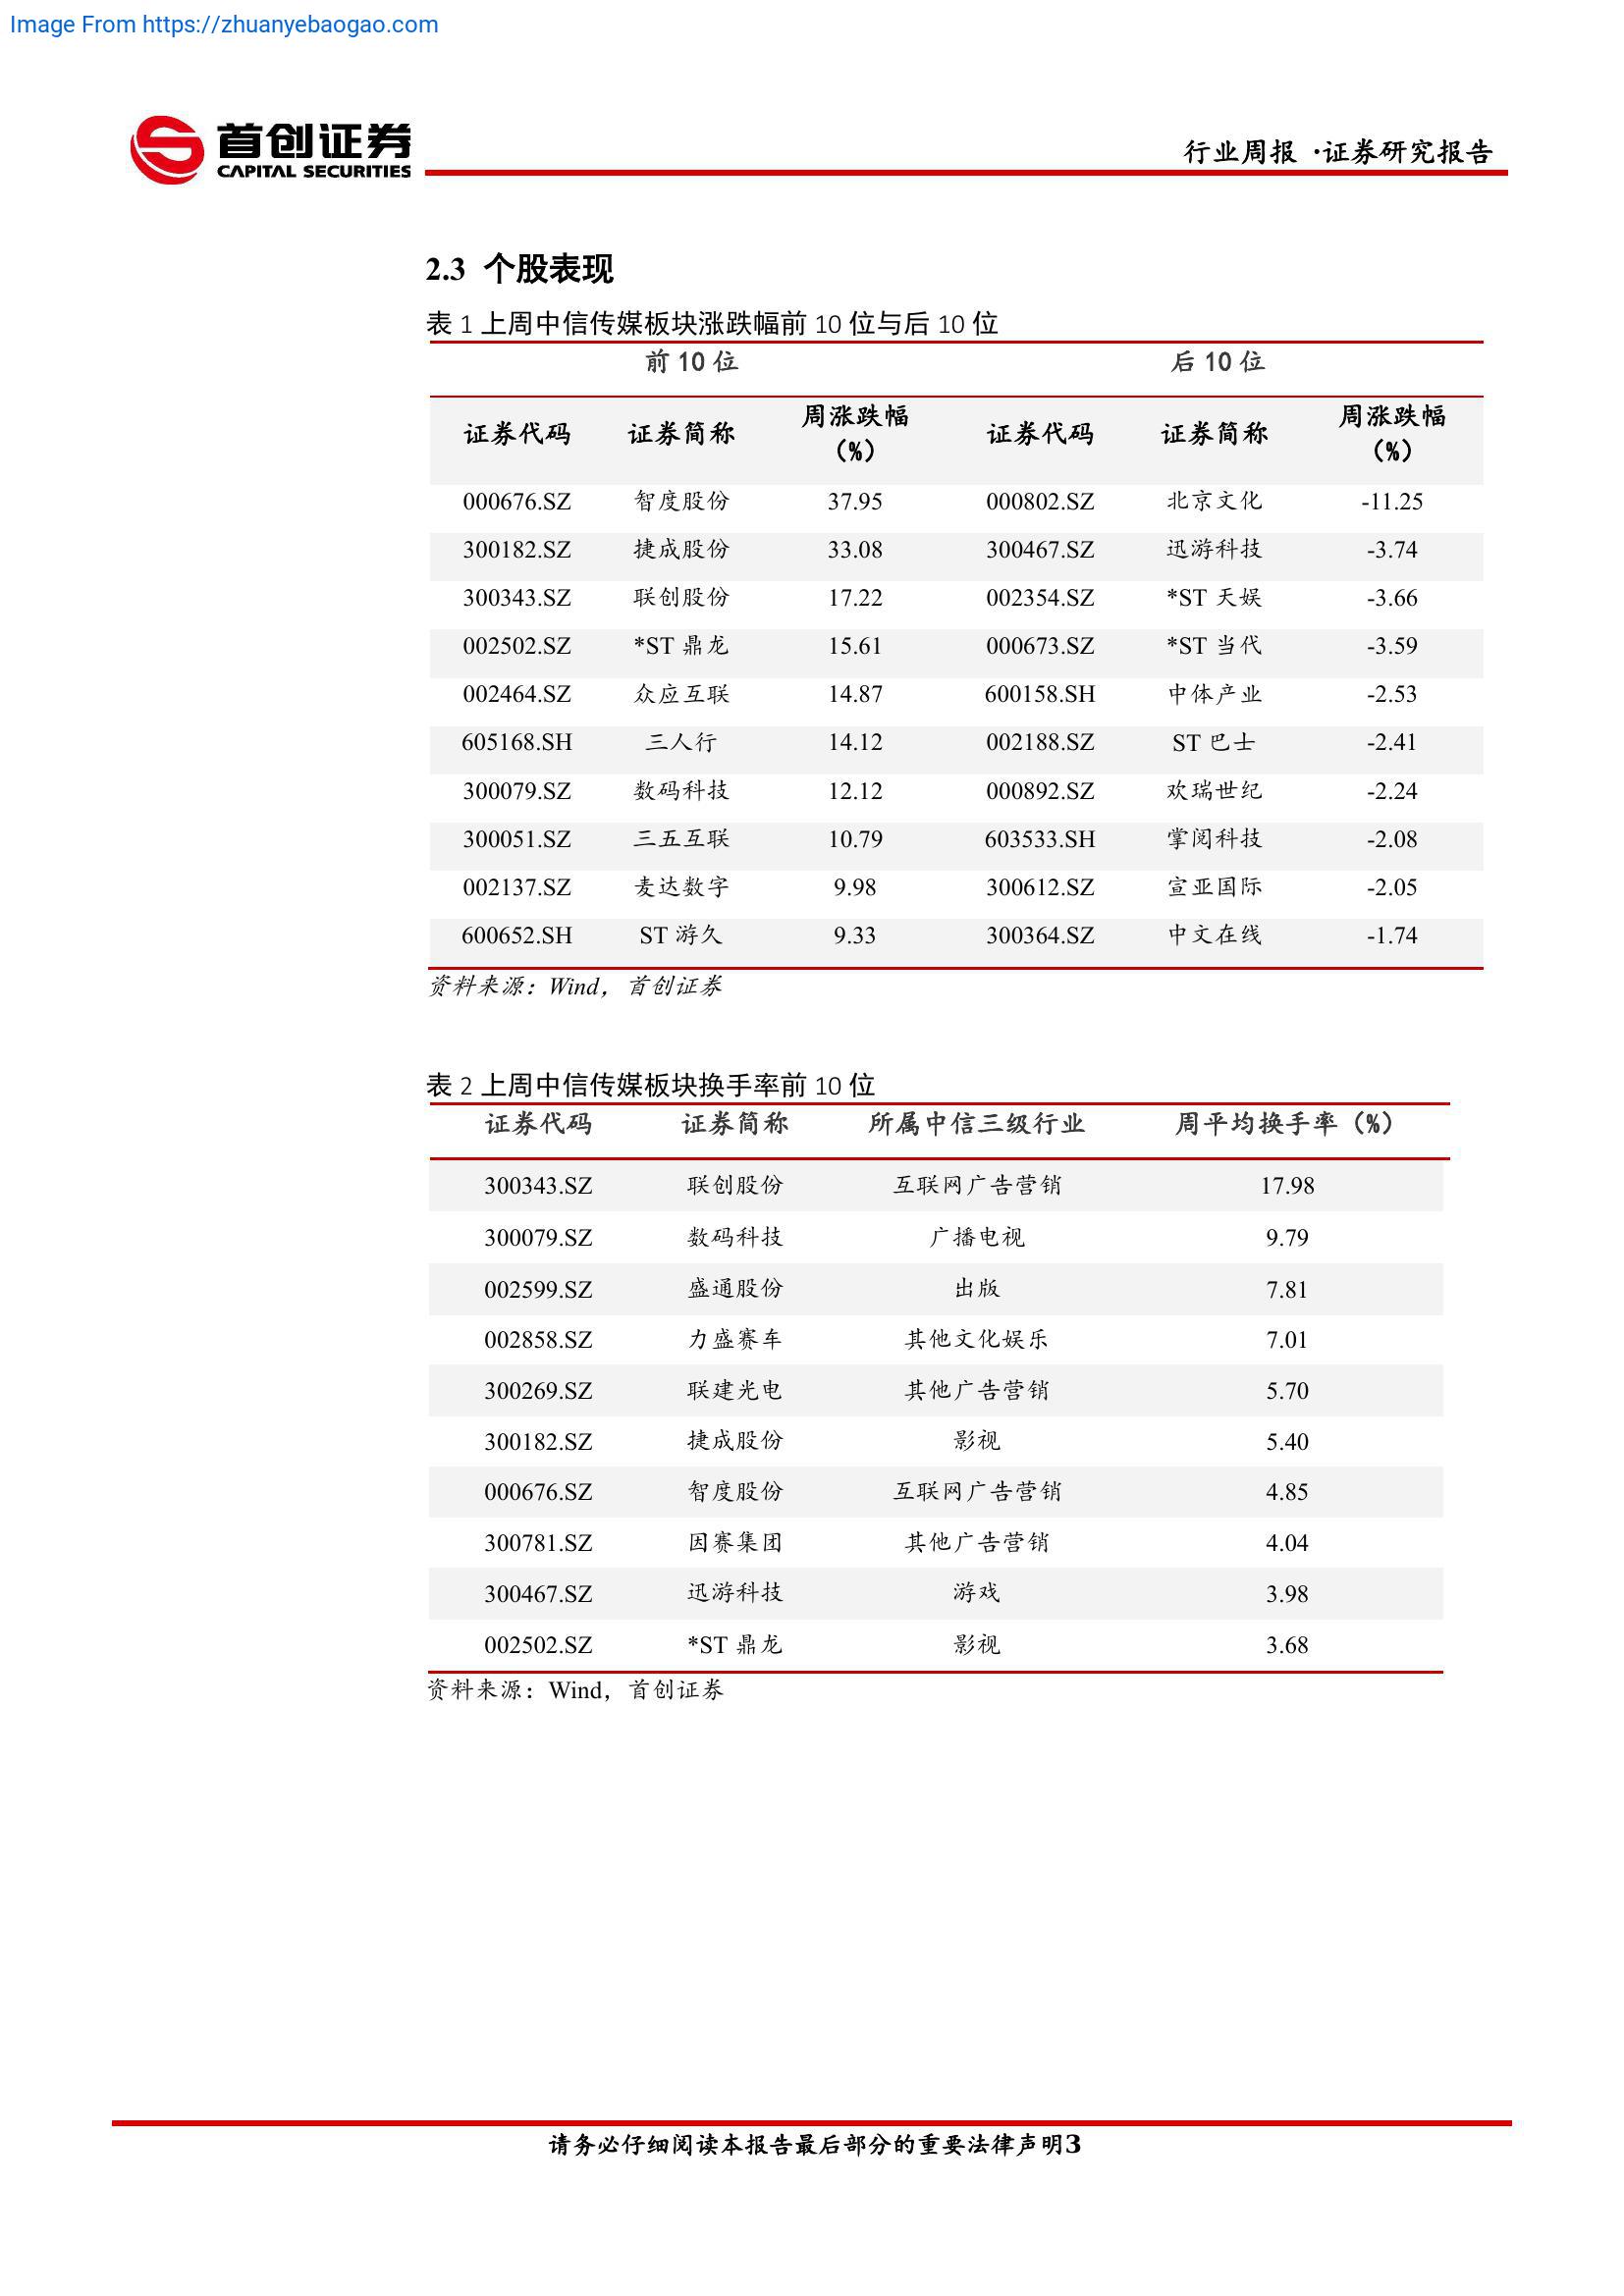 Image From https://zhuanyebaogao.com
首创证券
CAPITAL SECURITIES
行业周报 ·证券研究报告
2.3 个股表现
表 1 上周中信传媒板块涨跌幅前 10 位与后 10 位
前 10 位 后 10 位
证券代码 证券简称 周涨跌幅（%） 证券代码 证券简称 周涨跌幅（%）
000676.SZ 智度股份 37.95 000802.SZ 北京文化 -11.25
300182.SZ 捷成股份 33.08 300467.SZ 迅游科技 -3.74
300343.SZ 联创股份 17.22 002354.SZ *ST 天娱 -3.66
002502.SZ *ST 鼎龙 15.61 000673.SZ *ST 当代 -3.59
002464.SZ 众应互联 14.87 600158.SH 中体产业 -2.53
605168.SH 三人行 14.12 002188.SZ ST 巴士 -2.41
300079.SZ 数码科技 12.12 000892.SZ 欢瑞世纪 -2.24
300051.SZ 三五互联 10.79 603533.SH 掌阅科技 -2.08
002137.SZ 麦达数字 9.98 300612.SZ 宣亚国际 -2.05
600652.SH ST 游久 9.33 300364.SZ 中文在线 -1.74
资料来源：Wind，首创证券
表 2 上周中信传媒板块换手率前 10 位
证券代码 证券简称 所属中信三级行业 周平均换手率（%）
300343.SZ 联创股份 互联网广告营销 17.98
300079.SZ 数码科技 广播电视 9.79
002599.SZ 盛通股份 出版 7.81
002858.SZ 力盛赛车 其他文化娱乐 7.01
300269.SZ 联建光电 其他广告营销 5.70
300182.SZ 捷成股份 影视 5.40
000676.SZ 智度股份 互联网广告营销 4.85
300781.SZ 因赛集团 其他广告营销 4.04
300467.SZ 迅游科技 游戏 3.98
002502.SZ *ST 鼎龙 影视 3.68
资料来源：Wind，首创证券
请务必仔细阅读本报告最后部分的重要法律声明3